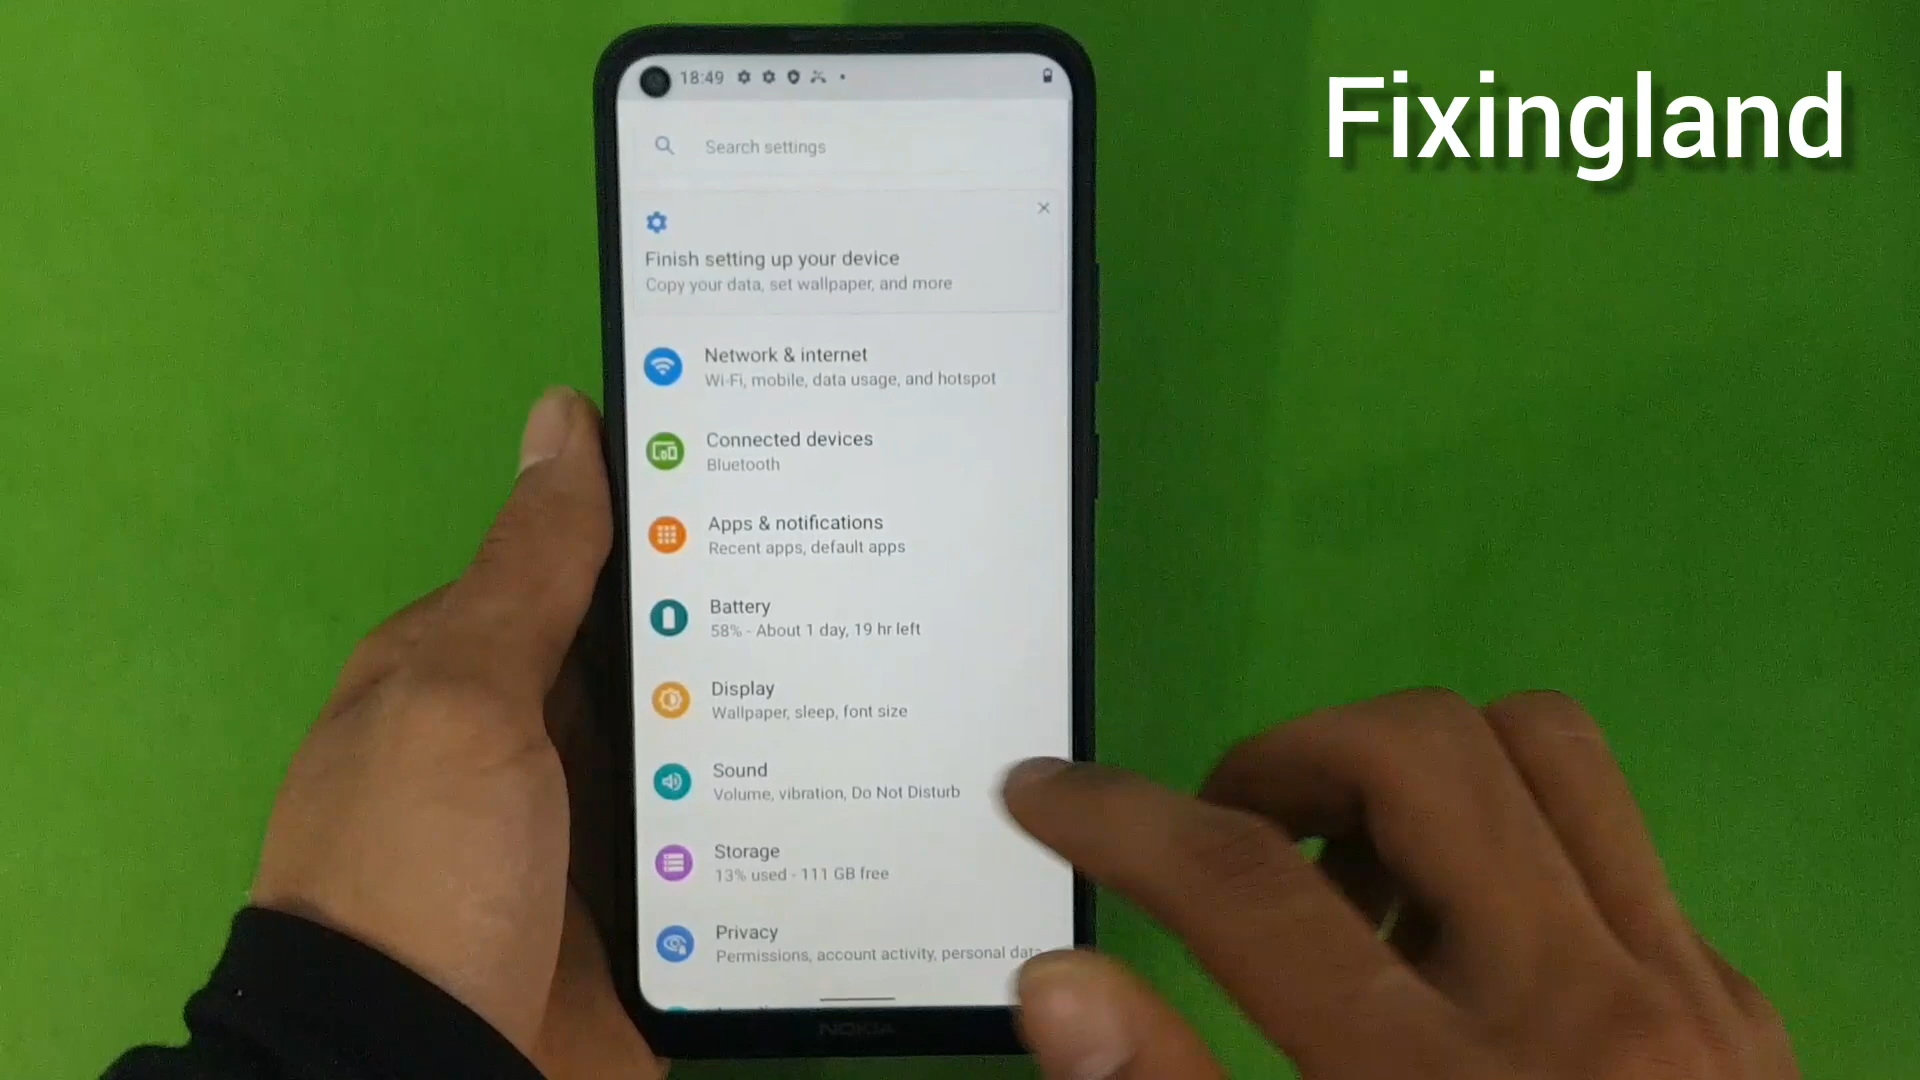 Fixingland
18:49
Search settings
Finish setting up your device
Copy your data, set wallpaper, and more
Network & internet
Wi-Fi, mobile, data usage, and hotspot
Connected devices
Bluetooth
Apps & notifications
Recent apps, default apps
Battery
58% - About 1 day, 19 hr left
Display
Wallpaper, sleep, font size
Sound
Volume, vibration, Do Not Disturb
Storage
13% used - 111 GB free
Privacy
Permissions, account activity, personal data
NOKIA